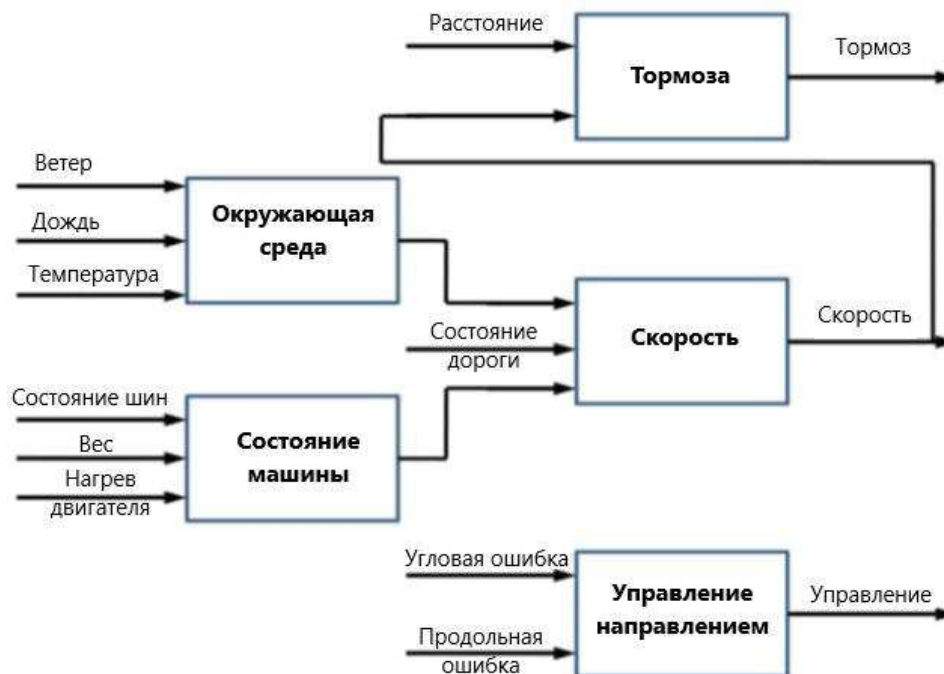 Расстояние
Тормоза
Тормоз
Ветер
Дождь
Температура
Окружающая
среда
Состояние
дороги
Скорость
Скорость
Состояние шин
Вес
Нагрев
двигателя
Состояние
машины
Угловая ошибка
Продольная
ошибка
Управление
направлением
Управление